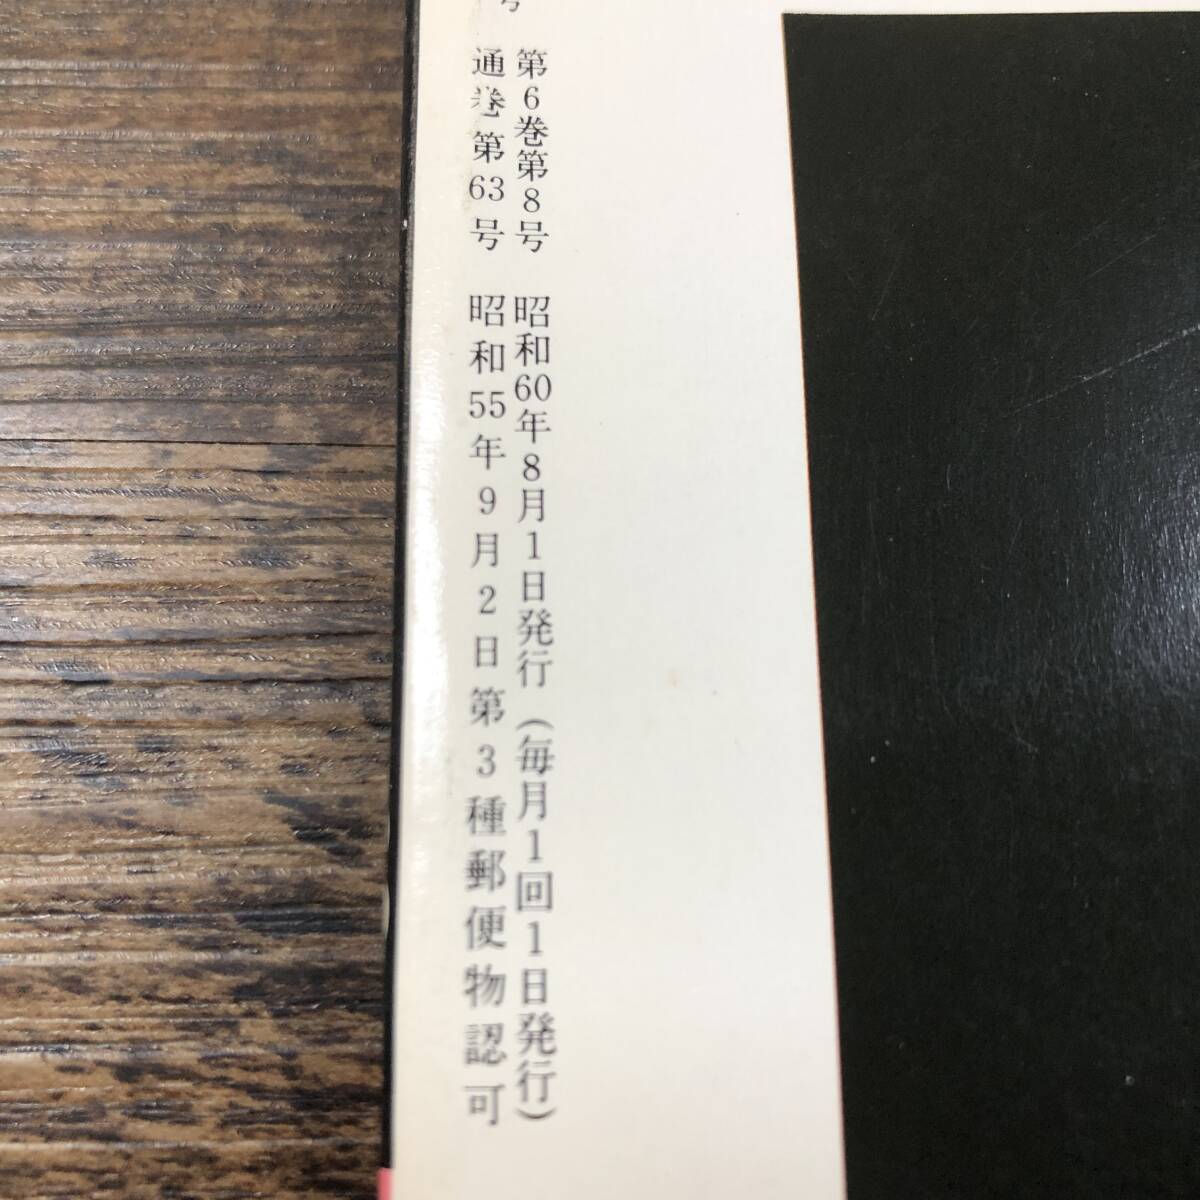 第6巻第8号 昭和60年8月1日発行(毎月1回1日発行)
通巻第63号 昭和55年9月2日第3種郵便物認可
号